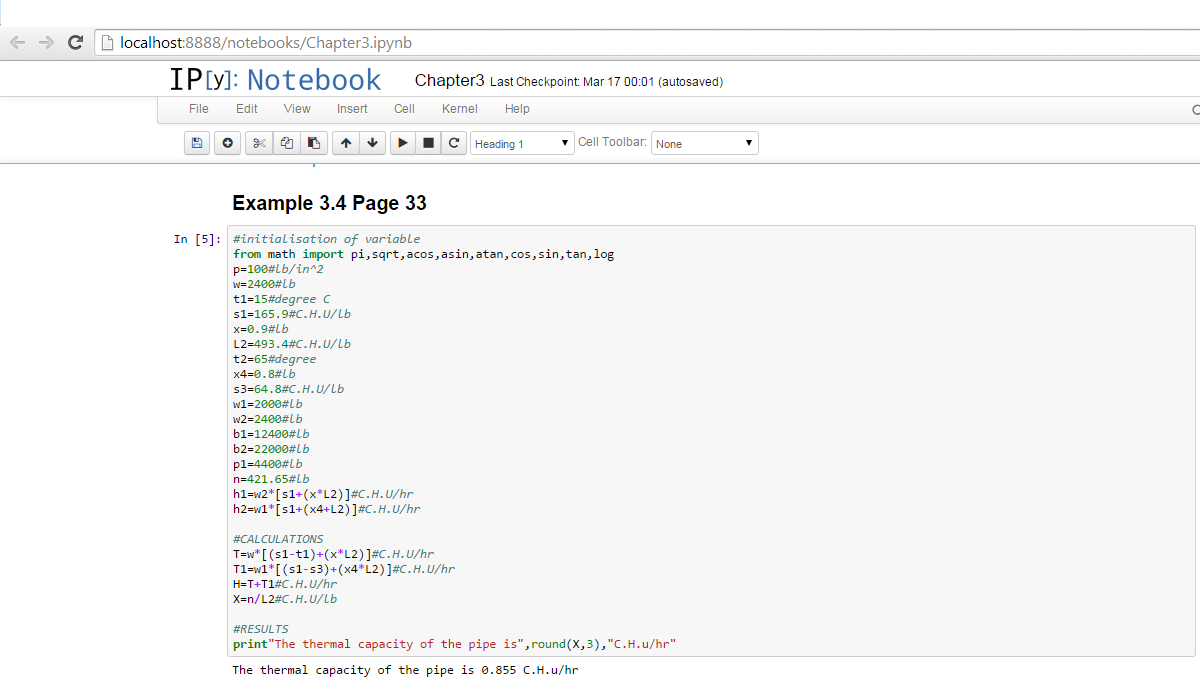 localhost:8888/notebooks/Chapter3.ipynb
IP[y]: Notebook Chapter3 Last Checkpoint: Mar 17 00:01 (autosaved)
File Edit View Insert Cell Kernel Help
Heading 1 Cell Toolbar: None
Example 3.4 Page 33
In [5]: #initialisation of variable
from math import pi,sqrt,acos,asin,atan,cos,sin,tan,log
p=100#lb/in^2
w=2400#lb
t1=15#degree C
s1=165.9#C.H.U/lb
x=0.9#lb
L2=493.4#C.H.U/lb
t2=65#degree
x4=0.8#lb
s3=64.8#C.H.U/lb
w1=2000#lb
w2=2400#lb
b1=12400#lb
b2=22000#lb
p1=4400#lb
n=421.65#lb
h1=w2*[s1+(x*L2)]#C.H.U/hr
h2=w1*[s1+(x4+L2)]#C.H.U/hr
#CALCULATIONS
T=w*[(s1-t1)+(x*L2)]#C.H.U/hr
T1=w1*[(s1-s3)+(x4*L2)]#C.H.U/hr
H=T+T1#C.H.U/hr
X=n/L2#C.H.U/lb
#RESULTS
print"The thermal capacity of the pipe is",round(X,3),"C.H.u/hr"
The thermal capacity of the pipe is 0.855 C.H.u/hr